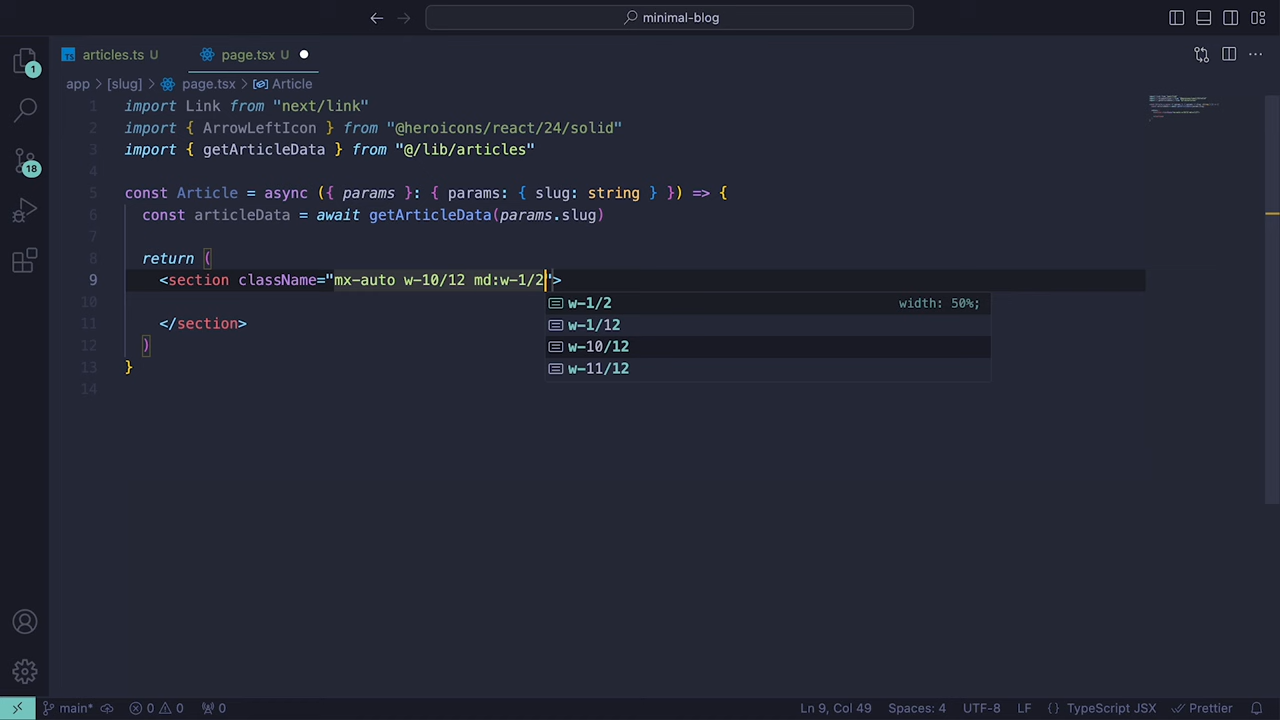 minimal-blog
articles.ts U
page.tsx U
app > [slug] > page.tsx > Article
1 import Link from "next/link"
2 import { ArrowLeftIcon } from "@heroicons/react/24/solid"
3 import { getArticleData } from "@/lib/articles"
4
5 const Article = async ({ params }: { params: { slug: string } }) => {
6 const articleData = await getArticleData(params.slug)
7
8 return (
9 <section className="mx-auto w-10/12 md:w-1/2">
w-1/2 width: 50%;
10
w-1/12
11 </section>
12 )
w-10/12
13 }
w-11/12
14
1
18
TS
main* 0 0 0 Ln 9, Col 49 Spaces: 4 UTF-8 LF {} TypeScript JSX Prettier